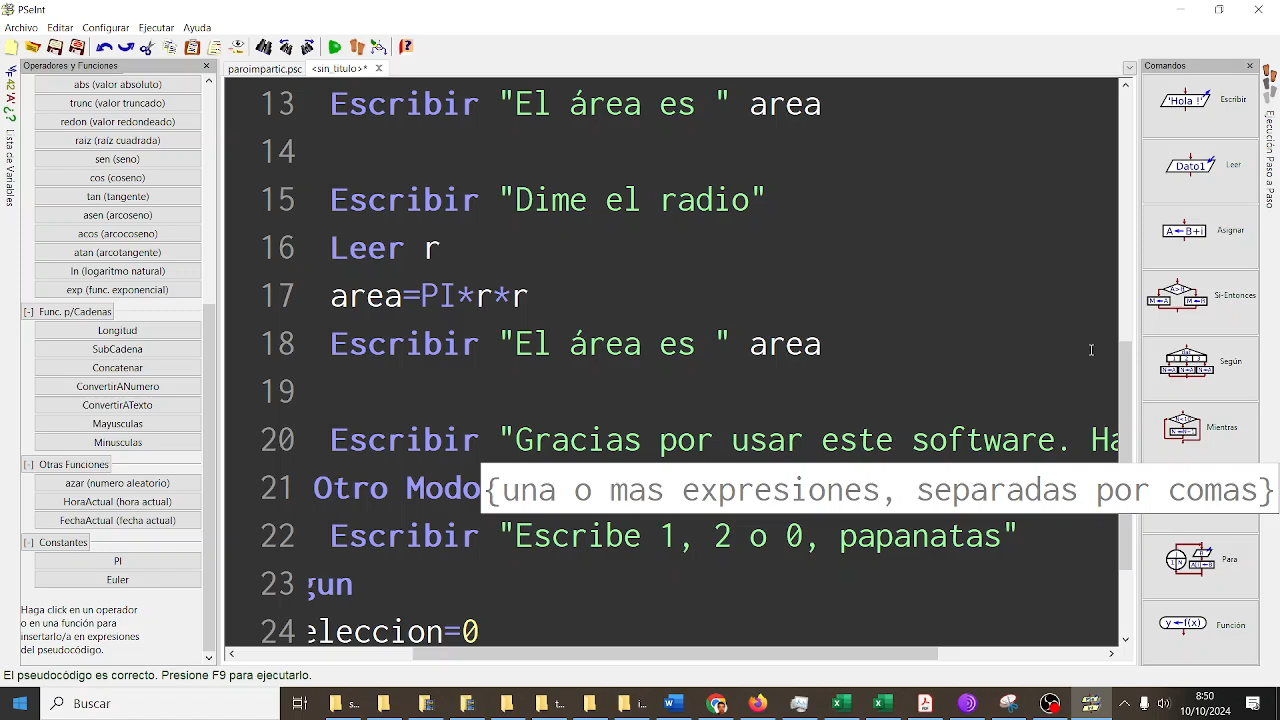 PSeInt
Archivo Editar Configurar Ejecutar Ayuda
Operadores y Funciones
paroimpartic.psc
<sin_titulo>*
Comandos
Lista de Variables
abs (valor absoluto)
trunc (valor truncado)
redon (valor redondeado)
raiz (raíz cuadrada)
sen (seno)
cos (coseno)
tan (tangente)
asen (arcoseno)
acos (arcocoseno)
atan (arcotangente)
ln (logaritmo natural)
exp (func. exponencial)
[-] Func. p/Cadenas
Longitud
SubCadena
Concatenar
ConvertirANumero
ConvertirATexto
Mayusculas
Minusculas
[-] Otras Funciones
azar (numero aleatorio)
HoraActual (hora actual)
FechaActual (fecha actual)
[-] Constantes
PI
Euler
Haga click en un operador
o en una función para
insertarlo/a en expresiones
del pseudocódigo.
13 Escribir "El área es " area
14
15 Escribir "Dime el radio"
16 Leer r
17 area=PI*r*r
18 Escribir "El área es " area
19
20 Escribir "Gracias por usar este software. Ha
21 Otro Modo
{una o mas expresiones, separadas por comas}
22 Escribir "Escribe 1, 2 o 0, papanatas"
23 gun
24 eleccion=0
'Hola !' Escribir
Dato1 Leer
A B+i Asignar
Si-Entonces
Según
Mientras
Para
y f(x) Función
Ejecución Paso a Paso
El pseudocódigo es correcto. Presione F9 para ejecutarlo.
Buscar
s...
t...
i...
8:50
10/10/2024